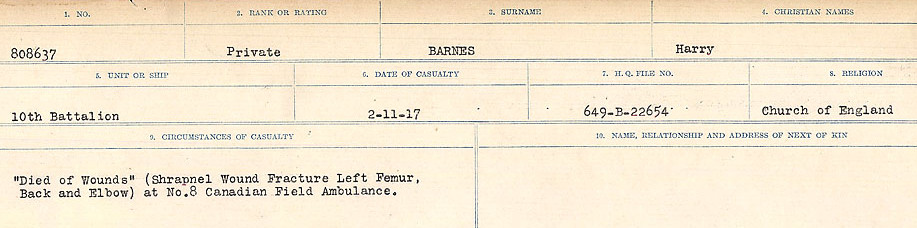 1. NO. 2. RANK OR RATING 3. SURNAME 4. CHRISTIAN NAMES
808637 Private BARNES Harry
5. UNIT OR SHIP 6. DATE OF CASUALTY 7. H. Q. FILE NO. 8. RELIGION
10th Battalion 2-11-17 649-B-22654 Church of England
9. CIRCUMSTANCES OF CASUALTY 10. NAME, RELATIONSHIP AND ADDRESS OF NEXT OF KIN
"Died of Wounds" (Shrapnel Wound Fracture Left Femur,
Back and Elbow) at No.8 Canadian Field Ambulance.